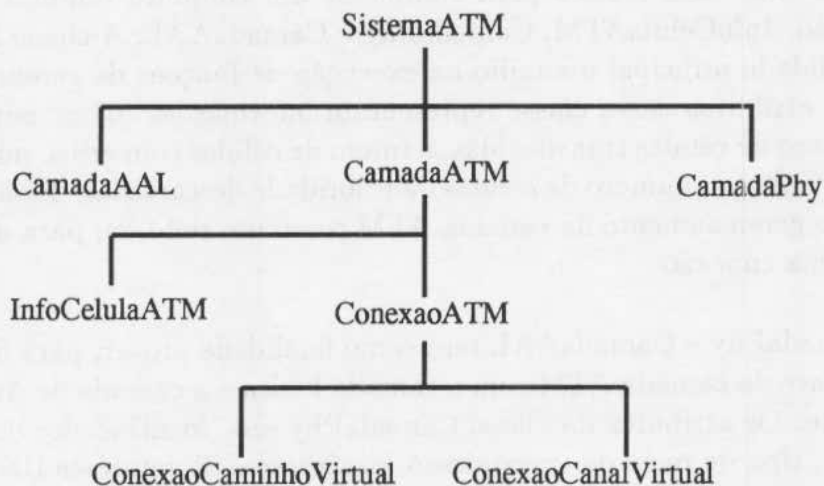 SistemaATM
CamadaAAL
CamadaATM
CamadaPhy
InfoCelulaATM
ConexaoATM
ConexaoCaminhoVirtual
ConexaoCanalVirtual